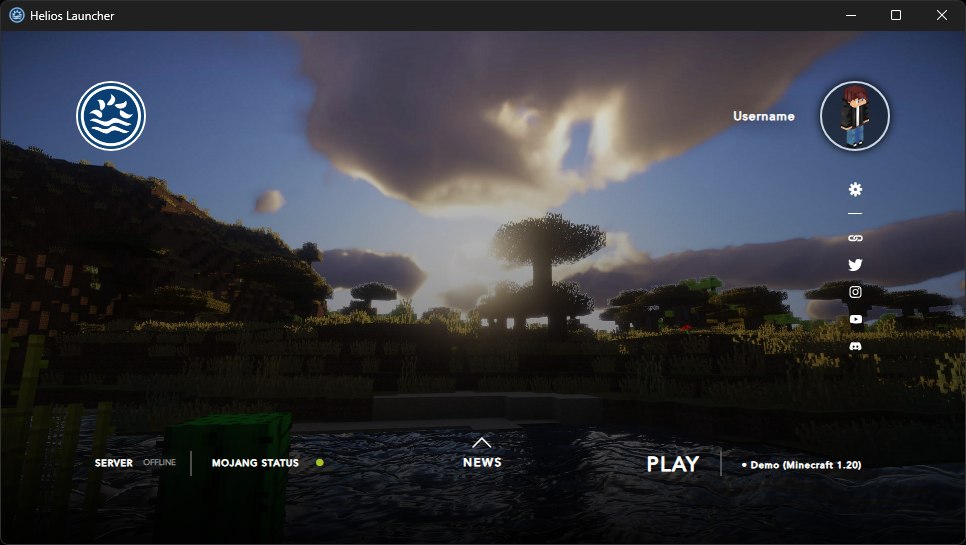 Helios Launcher
Username
SERVER OFFLINE
MOJANG STATUS
NEWS
PLAY
• Demo (Minecraft 1.20)